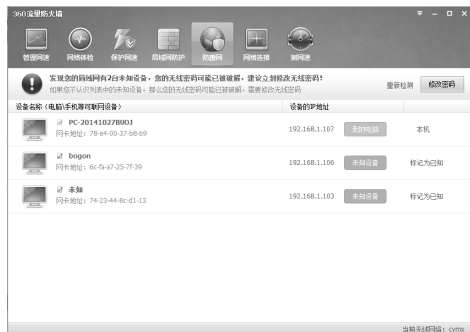 360流量防火墙
管理网速 网络体检 保护网速 局域网防护 防蹭网 网络连接 测网速
发现您的局域网有2台未知设备,您的无线密码可能已被破解,建议立刻修改无线密码!
如果您不认识列表中的未知设备,那么您的无线密码可能已被破解,需要修改无线密码
重新检测 修改密码
设备名称(电脑\手机等可联网设备) 设备的IP地址
PC-20141027BUOJ
网卡地址:78-e4-00-37-b8-b9
192.168.1.107 我的电脑 本机
bogon
网卡地址:6c-fa-a7-25-7f-39
192.168.1.106 未知设备 标记为已知
未知
网卡地址:74-23-44-8c-d1-13
192.168.1.103 未知设备 标记为已知
当前无线网络:cymx